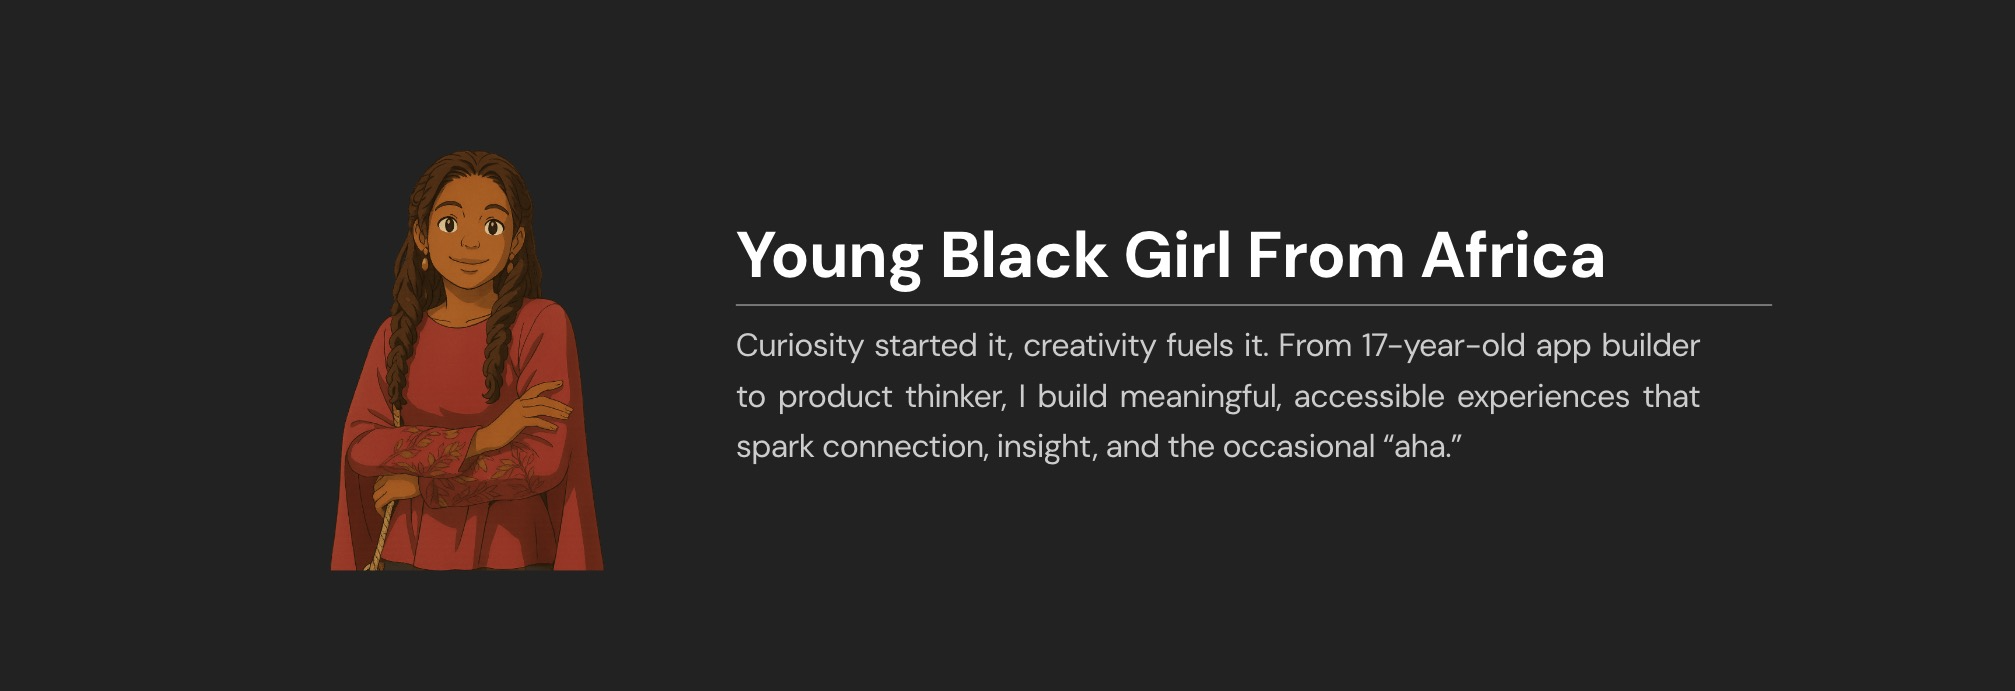 Young Black Girl From Africa
Curiosity started it, creativity fuels it. From 17-year-old app builder
to product thinker, I build meaningful, accessible experiences that
spark connection, insight, and the occasional “aha.”